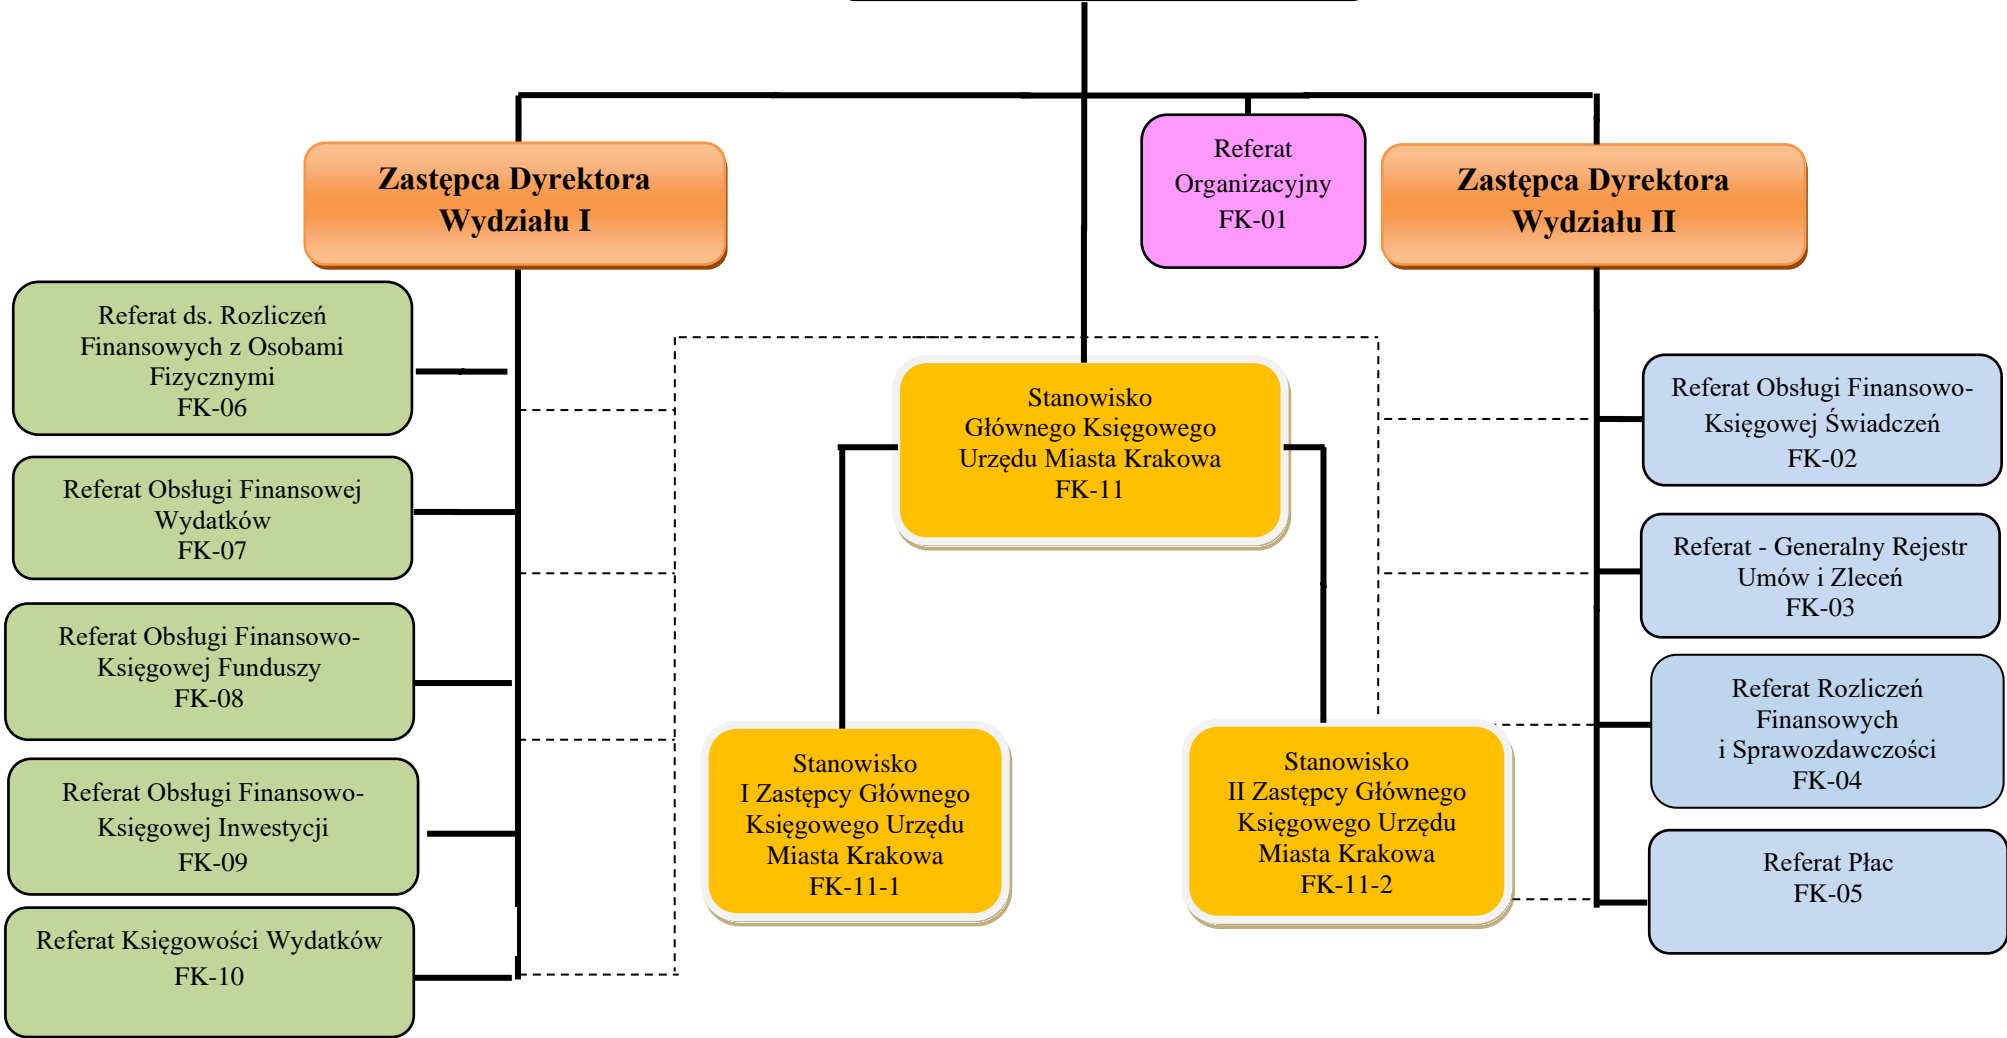 Zastępca Dyrektora
Wydziału I
Referat
Organizacyjny
FK-01
Zastępca Dyrektora
Wydziału II
Referat ds. Rozliczeń
Finansowych z Osobami
Fizycznymi
FK-06
Referat Obsługi Finansowej
Wydatków
FK-07
Referat Obsługi Finansowo-
Księgowej Funduszy
FK-08
Referat Obsługi Finansowo-
Księgowej Inwestycji
FK-09
Referat Księgowości Wydatków
FK-10
Stanowisko
Głównego Księgowego
Urzędu Miasta Krakowa
FK-11
Stanowisko
I Zastępcy Głównego
Księgowego Urzędu
Miasta Krakowa
FK-11-1
Stanowisko
II Zastępcy Głównego
Księgowego Urzędu
Miasta Krakowa
FK-11-2
Referat Obsługi Finansowo-
Księgowej Świadczeń
FK-02
Referat - Generalny Rejestr
Umów i Zleceń
FK-03
Referat Rozliczeń
Finansowych
i Sprawozdawczości
FK-04
Referat Płac
FK-05